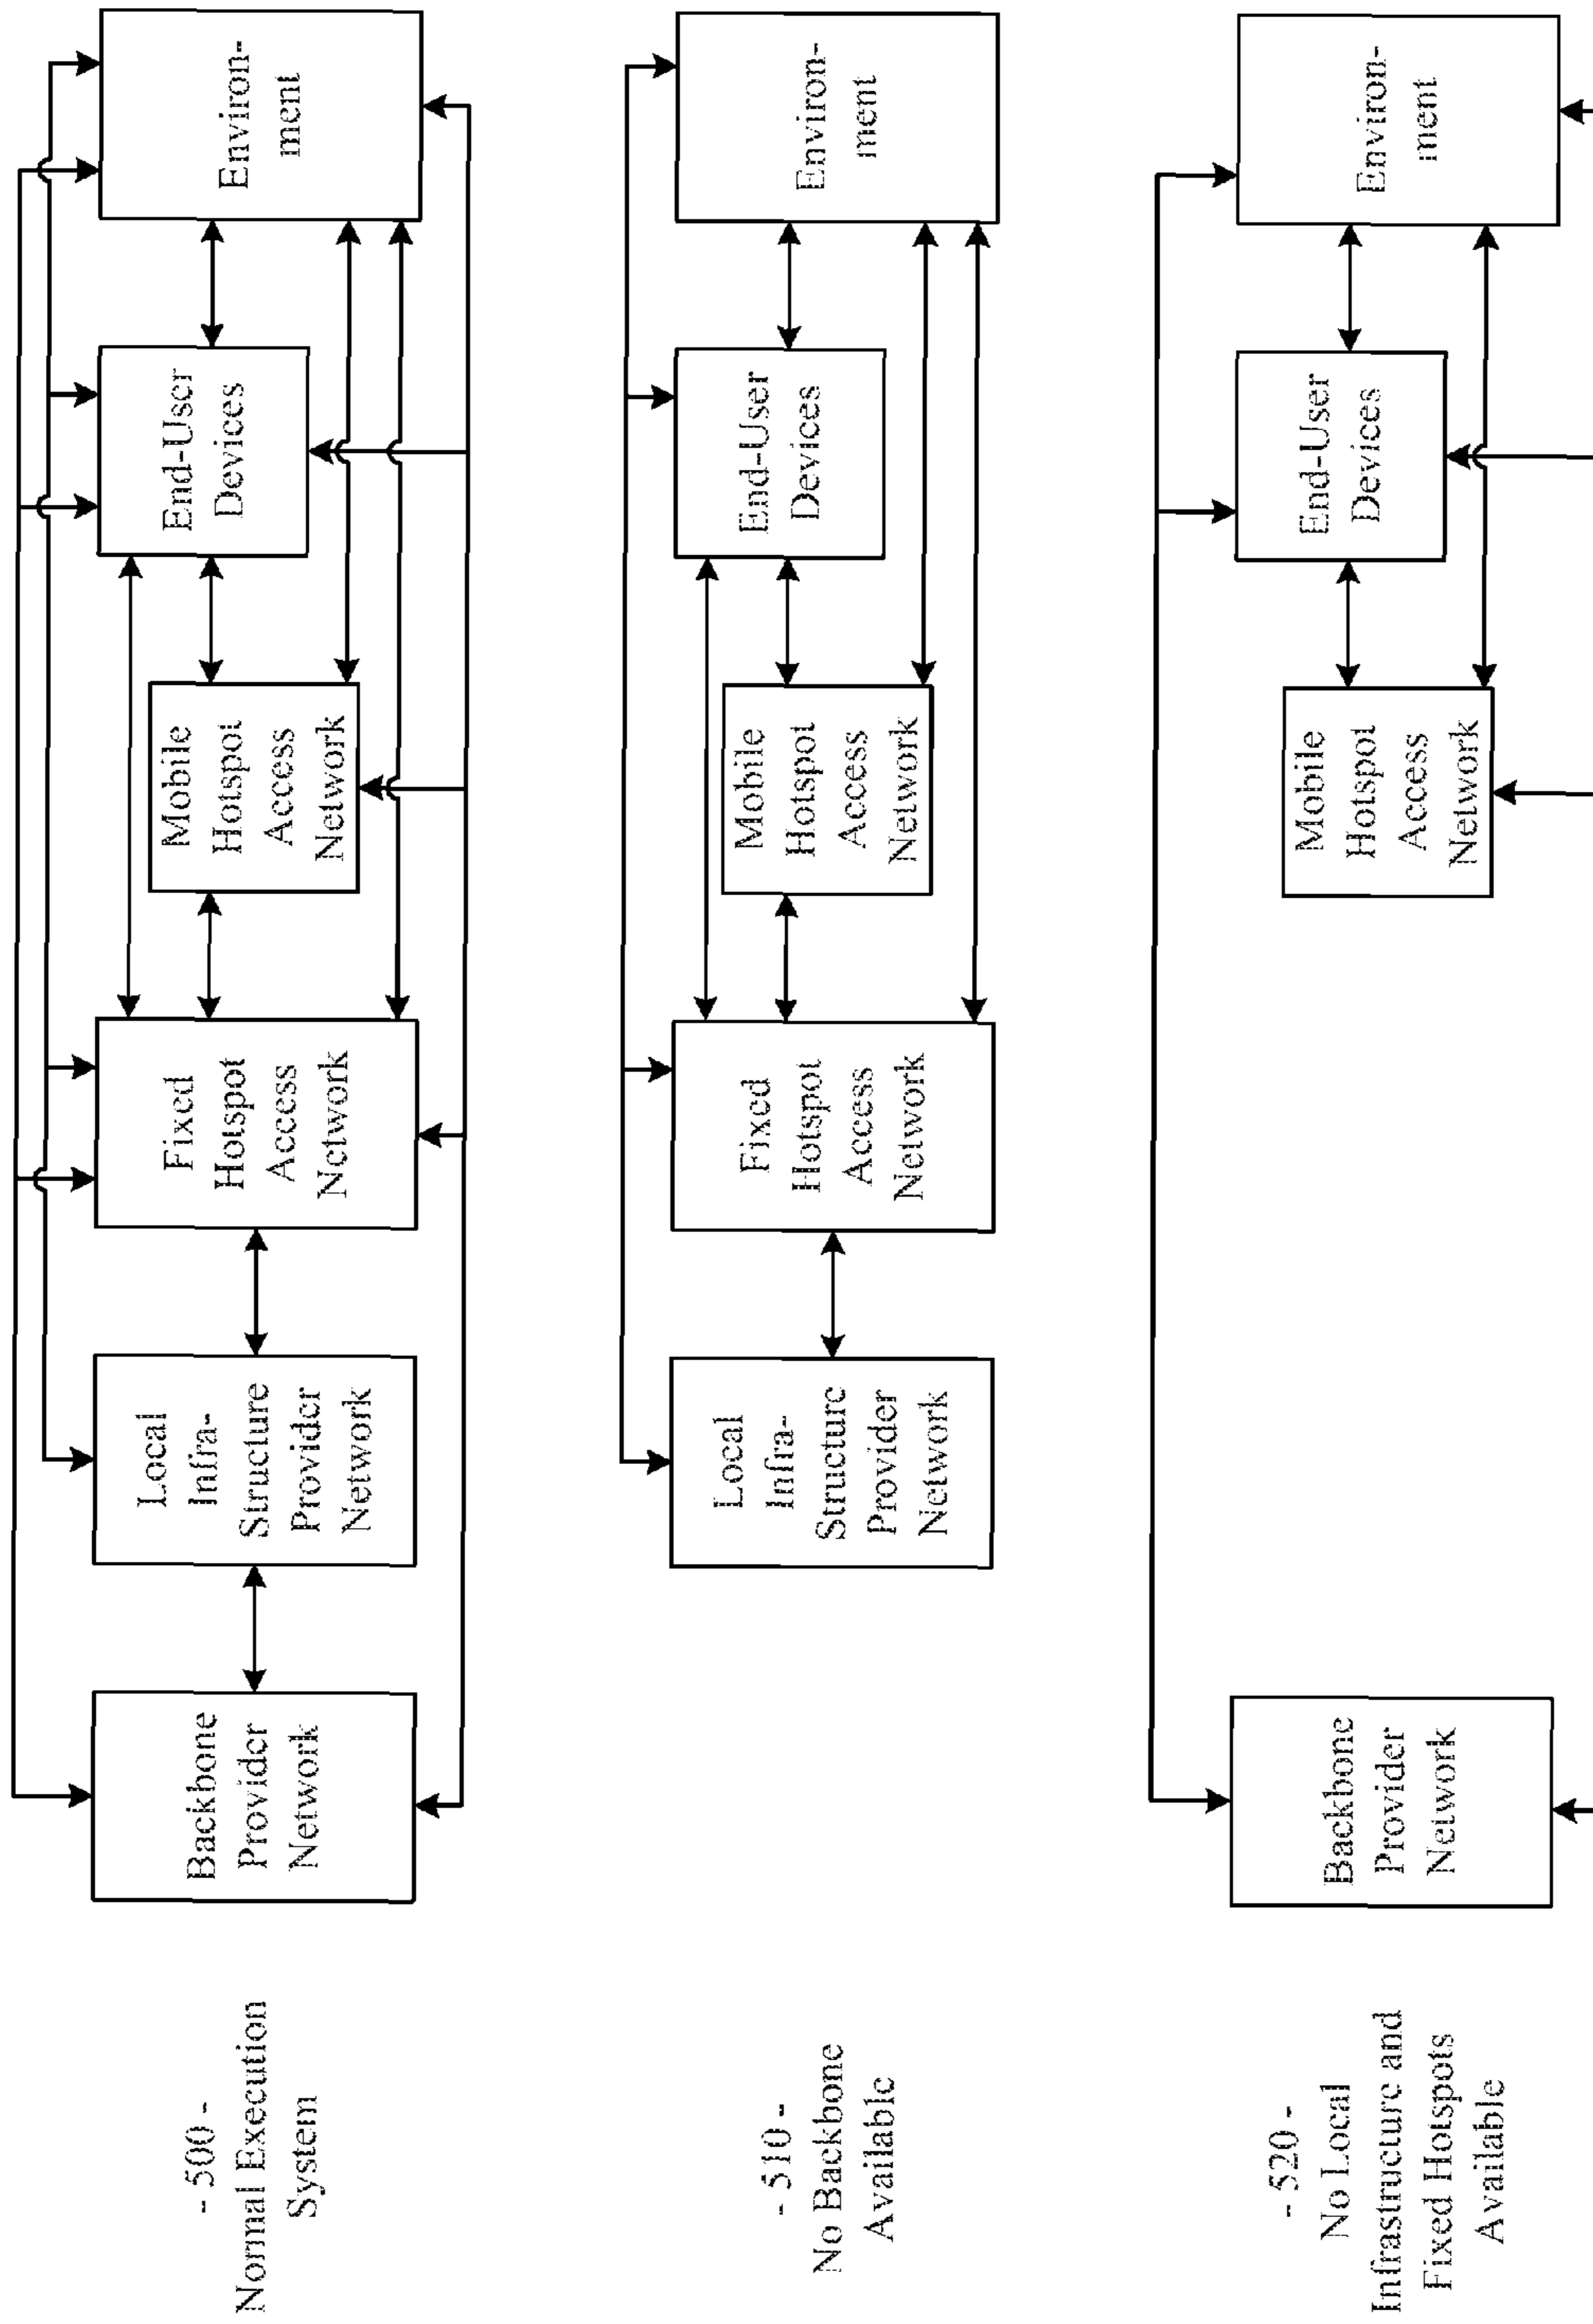 - 500 -
Normal Execution
System
Backbone
Provider
Network
Local
Infra-
Structure
Provider
Network
Fixed
Hotspot
Access
Network
Mobile
Hotspot
Access
Network
End-User
Devices
Environ-
ment
- 510 -
No Backbone
Available
Local
Infra-
Structure
Provider
Network
Fixed
Hotspot
Access
Network
Mobile
Hotspot
Access
Network
End-User
Devices
Environ-
ment
- 520 -
No Local
Infrastructure and
Fixed Hotspots
Available
Backbone
Provider
Network
Mobile
Hotspot
Access
Network
End-User
Devices
Environ-
ment